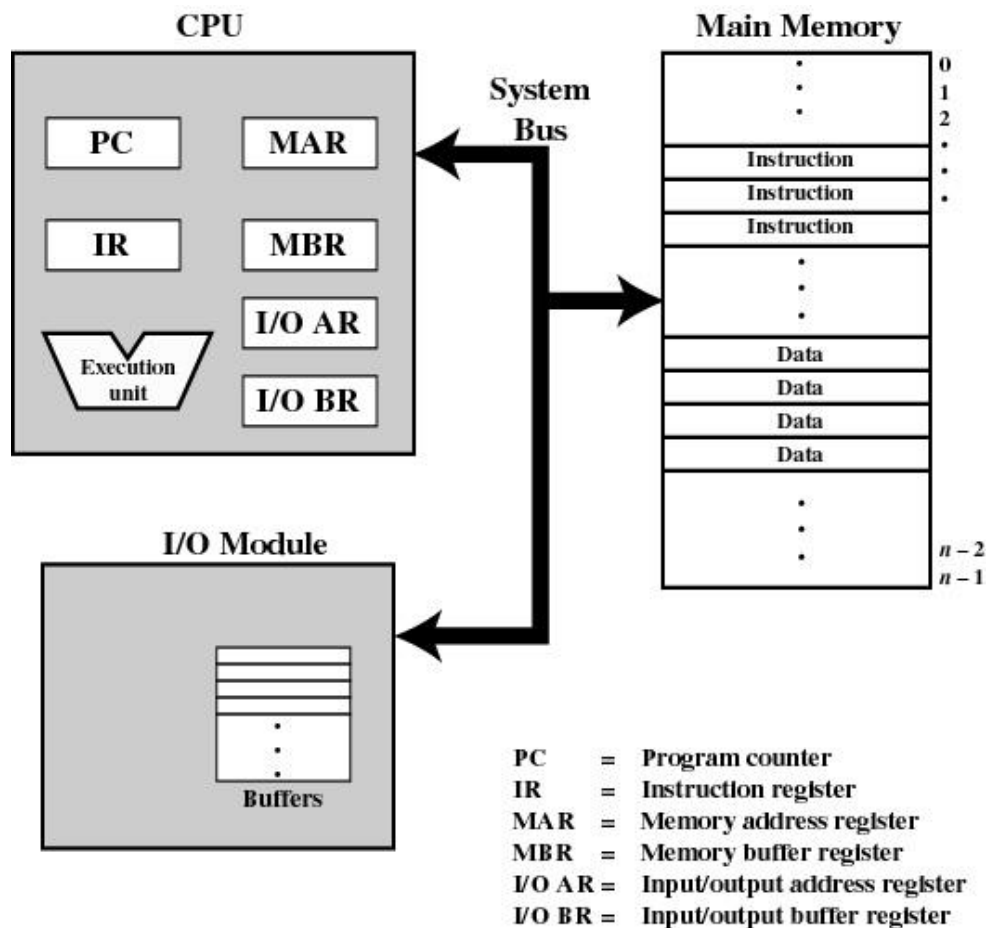 CPU
PC
MAR
IR
MBR
I/O AR
Execution
unit
I/O BR
System
Bus
Main Memory
0
1
2
Instruction
Instruction
Instruction
Data
Data
Data
Data
n – 2
n – 1
I/O Module
Buffers
PC = Program counter
IR = Instruction register
MAR = Memory address register
MBR = Memory buffer register
I/O AR = Input/output address register
I/O BR = Input/output buffer register